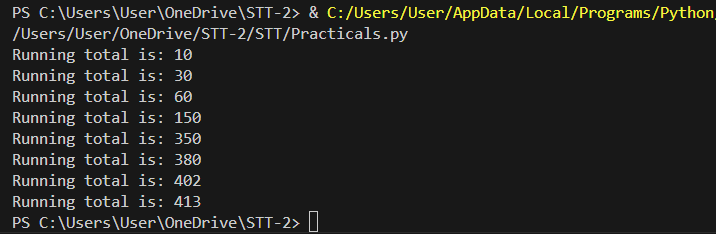 PS C:\Users\User\OneDrive\STT-2> & C:/Users/User/AppData/Local/Programs/Python/
/Users/User/OneDrive/STT-2/STT/Practicals.py
Running total is: 10
Running total is: 30
Running total is: 60
Running total is: 150
Running total is: 350
Running total is: 380
Running total is: 402
Running total is: 413
PS C:\Users\User\OneDrive\STT-2>